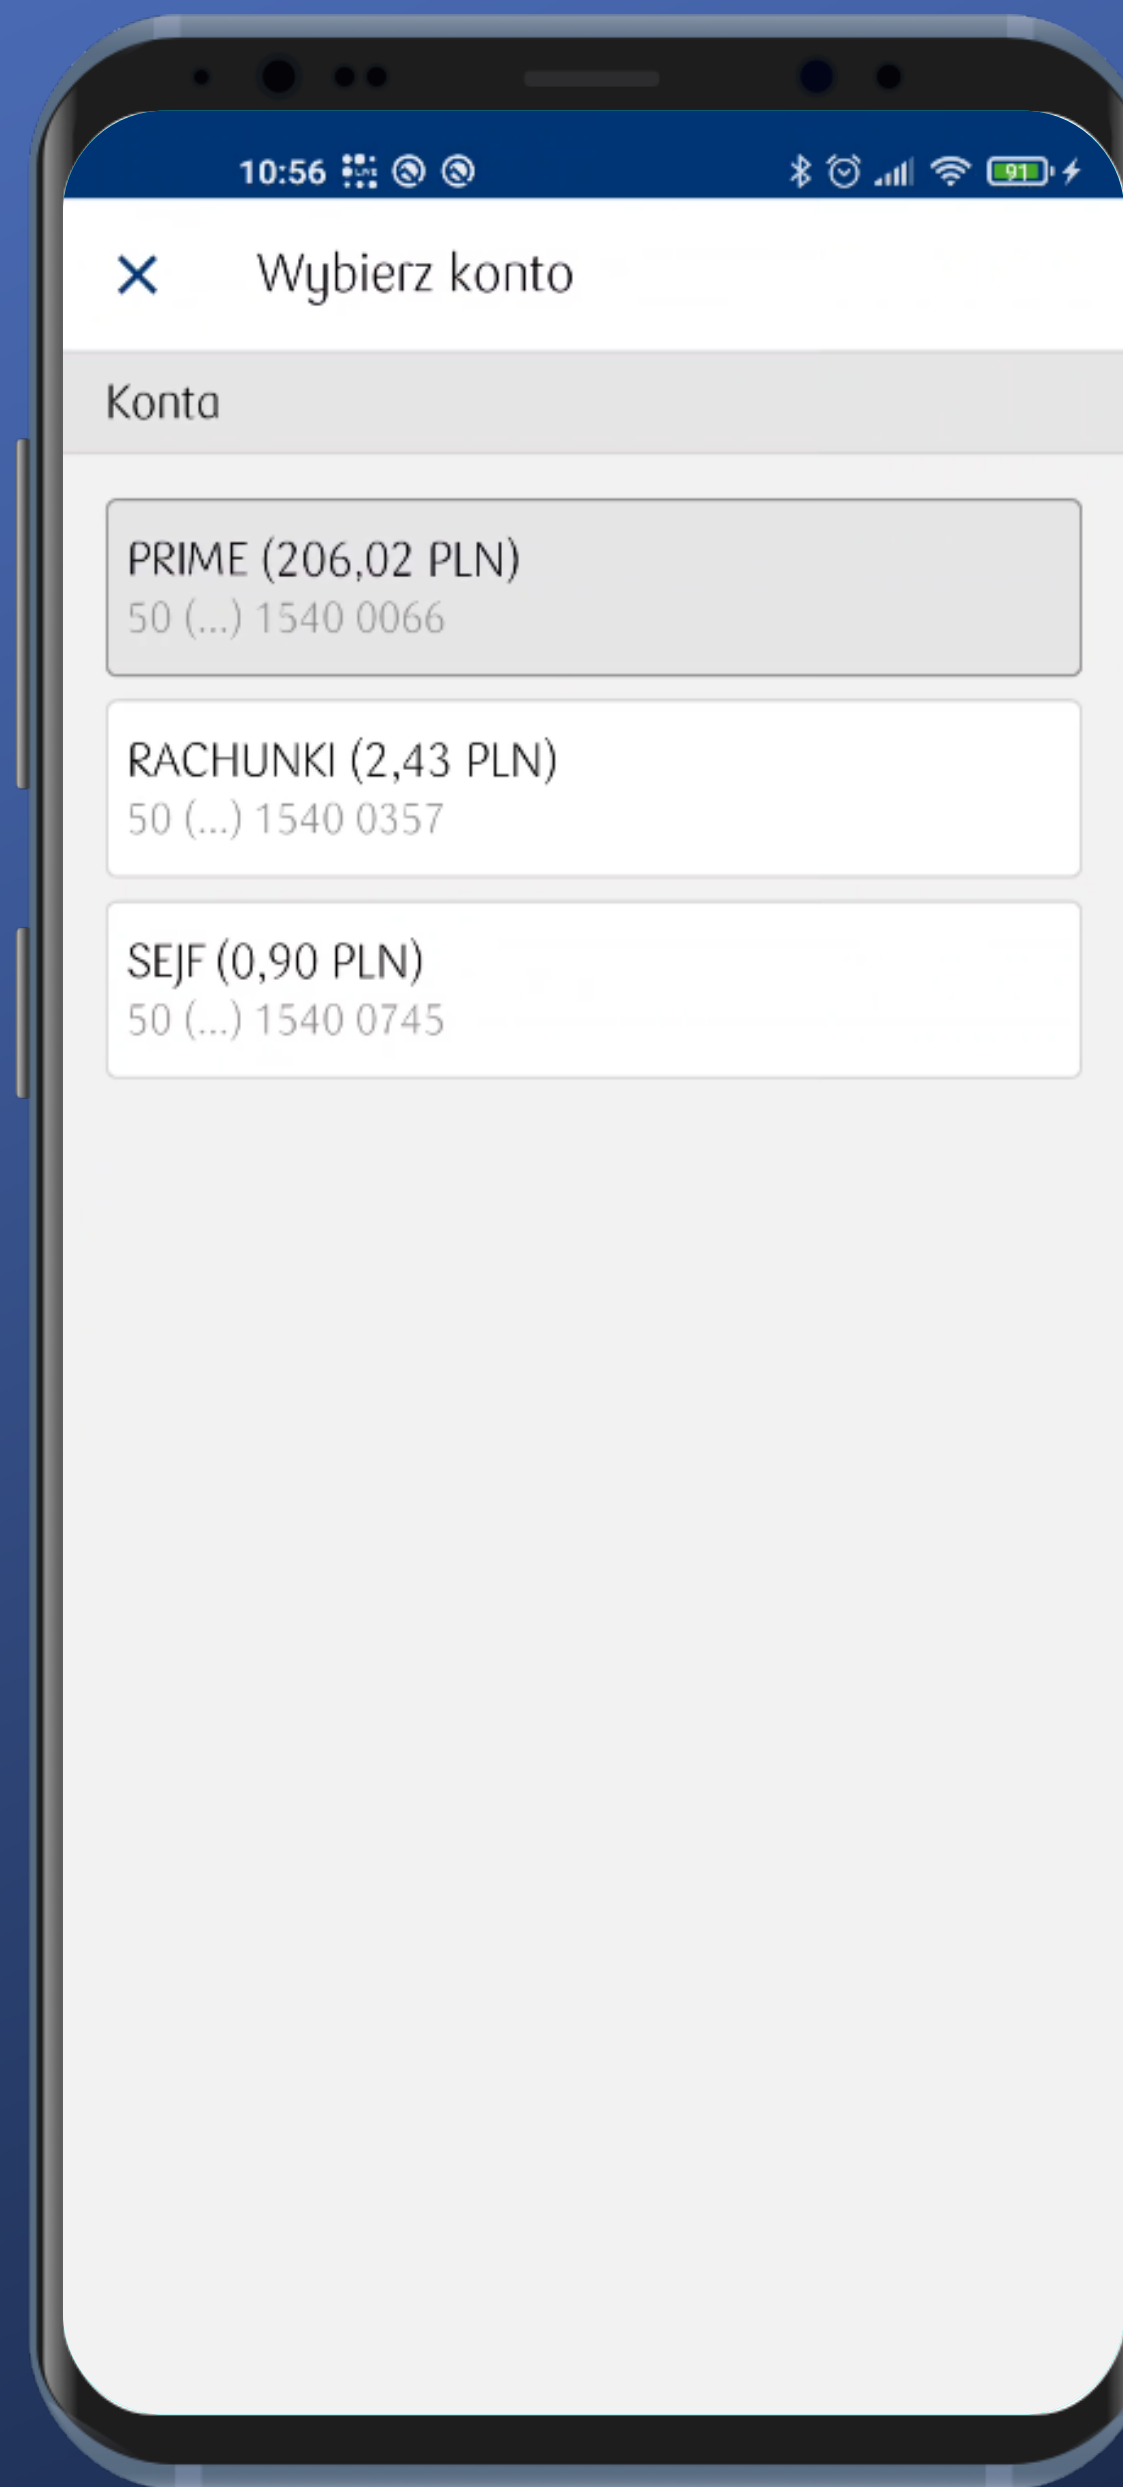 10:56
91
Wybierz konto
Konta
PRIME (206,02 PLN)
50 (...) 1540 0066
RACHUNKI (2,43 PLN)
50 (...) 1540 0357
SEJF (0,90 PLN)
50 (...) 1540 0745